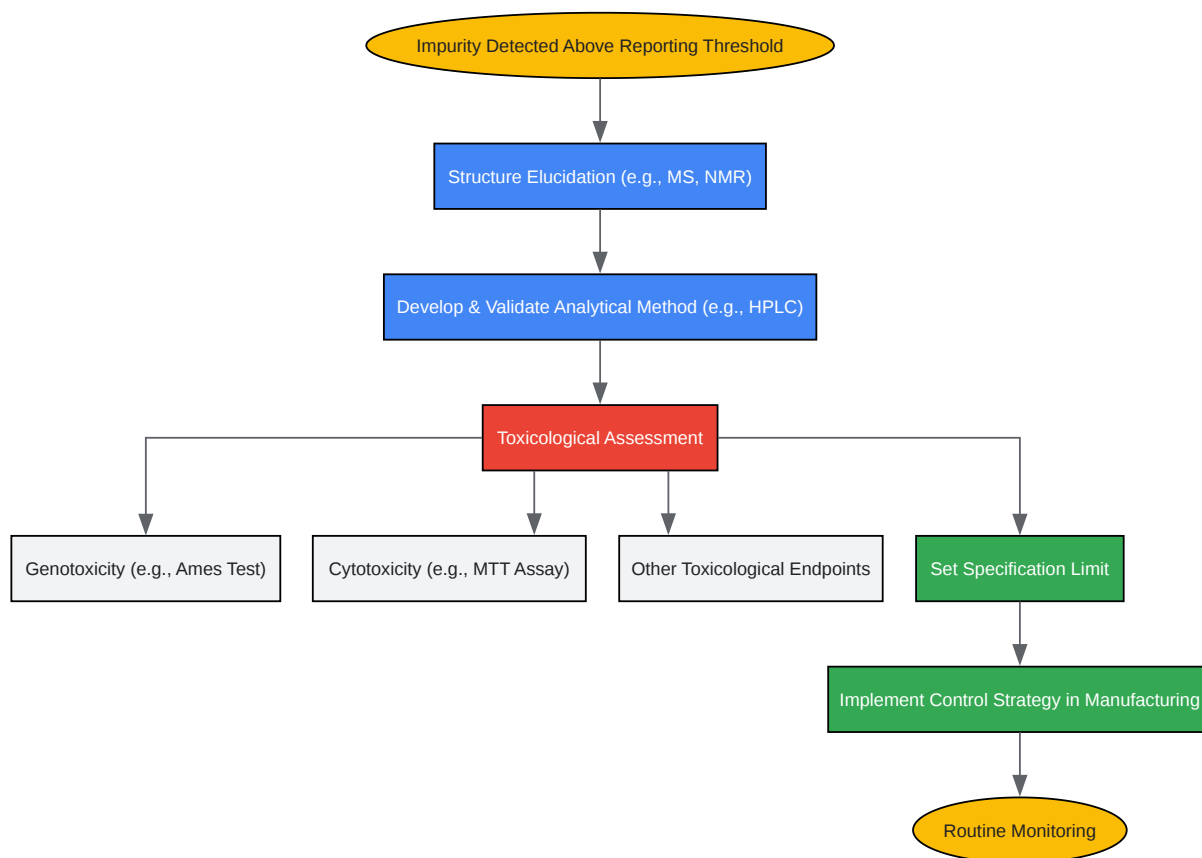 Impurity Detected Above Reporting Threshold
Structure Elucidation (e.g., MS, NMR)
Develop & Validate Analytical Method (e.g., HPLC)
Toxicological Assessment
Genotoxicity (e.g., Ames Test)
Cytotoxicity (e.g., MTT Assay)
Other Toxicological Endpoints
Set Specification Limit
Implement Control Strategy in Manufacturing
Routine Monitoring